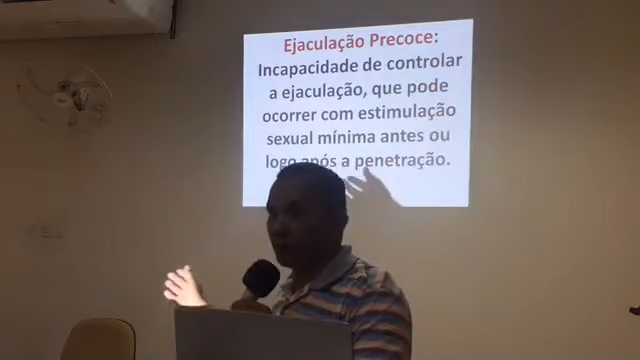 Ejaculação Precoce:
Incapacidade de controlar
a ejaculação, que pode
ocorrer com estimulação
sexual mínima antes ou
logo após a penetração.